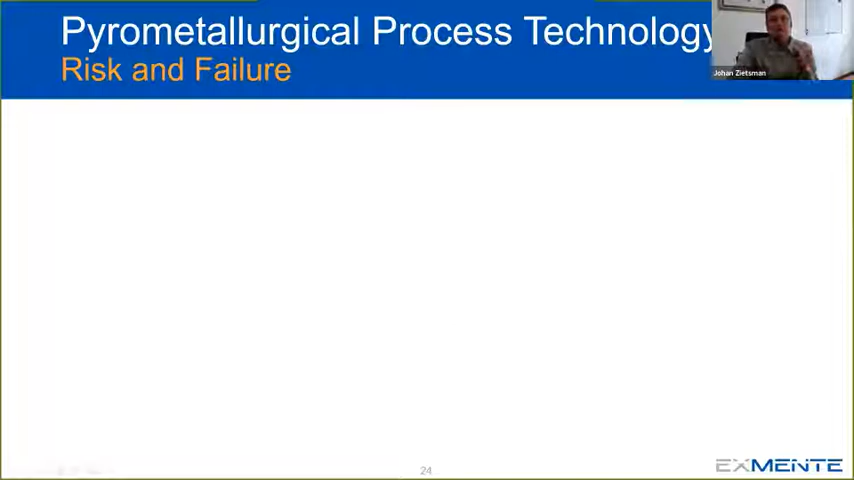 Pyrometallurgical Process Technology
Risk and Failure
Johan Zietsman
24
EXMENTE